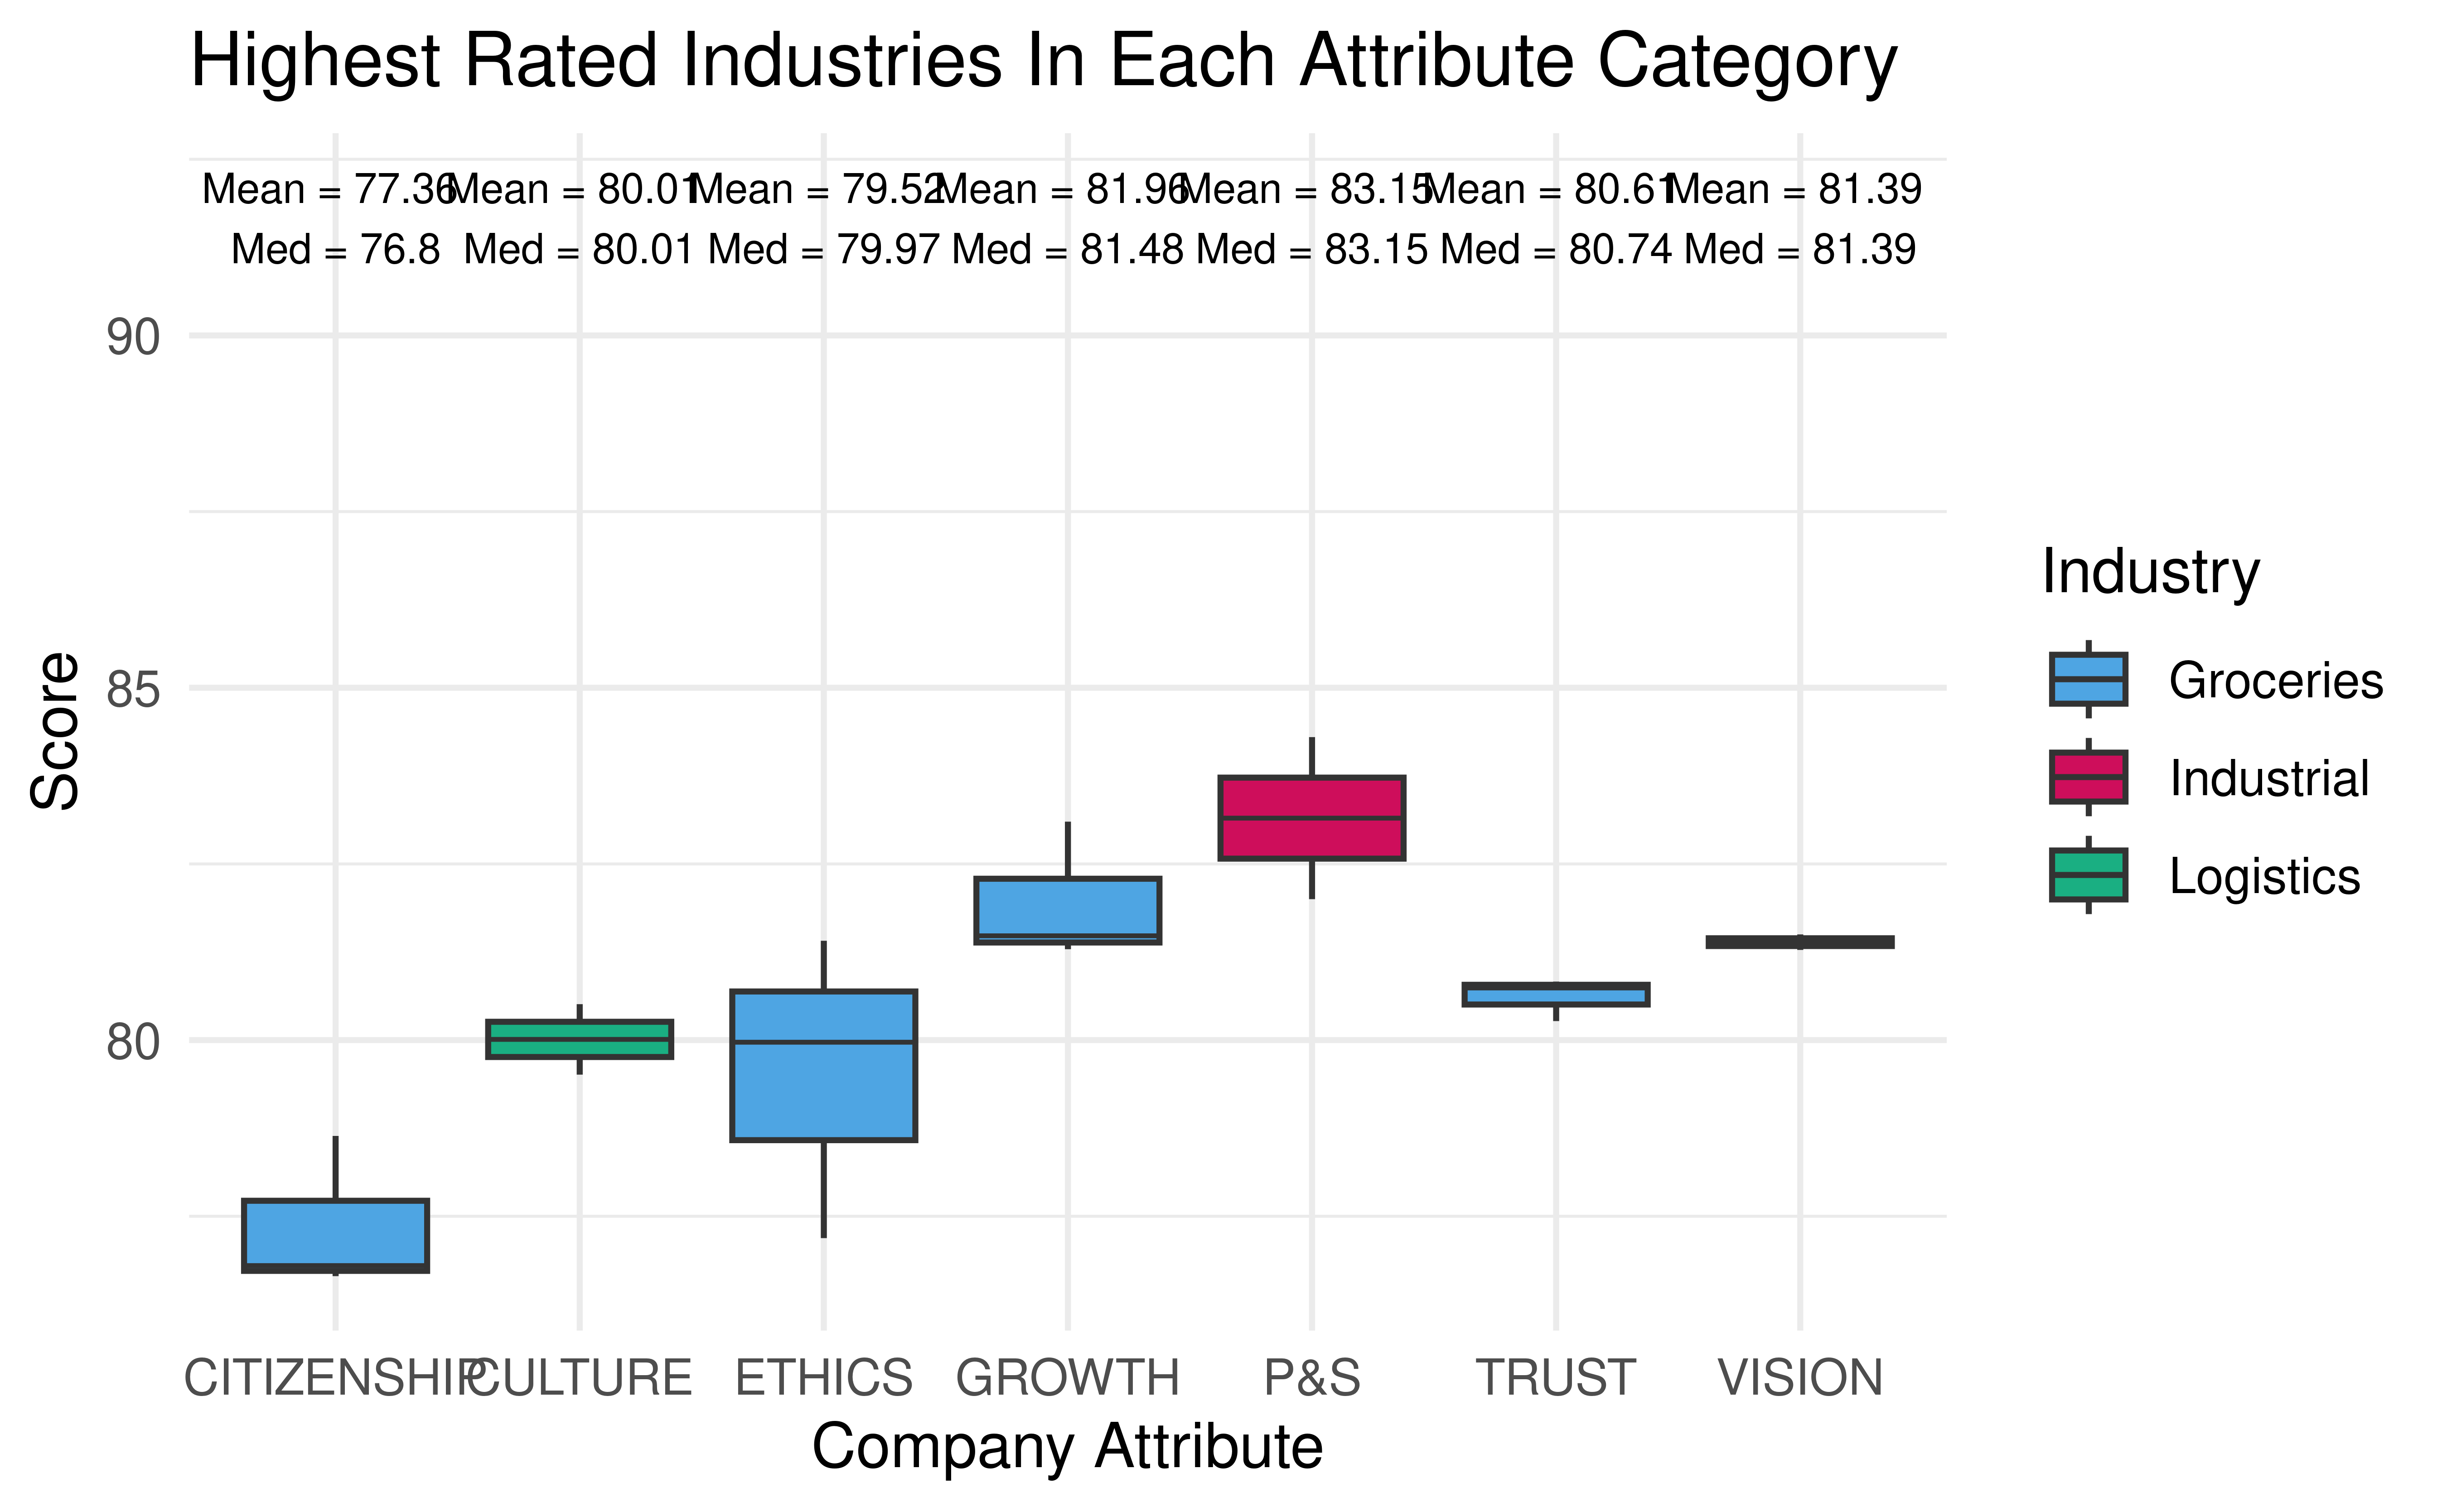 Highest Rated Industries In Each Attribute Category
Mean = 77.36 Mean = 80.01 Mean = 79.52 Mean = 81.96 Mean = 83.15 Mean = 80.61 Mean = 81.39
Med = 76.8 Med = 80.01 Med = 79.97 Med = 81.48 Med = 83.15 Med = 80.74 Med = 81.39
90
85
80
Score
CITIZENSHIP CULTURE ETHICS GROWTH P&S TRUST VISION
Company Attribute
Industry
Groceries
Industrial
Logistics